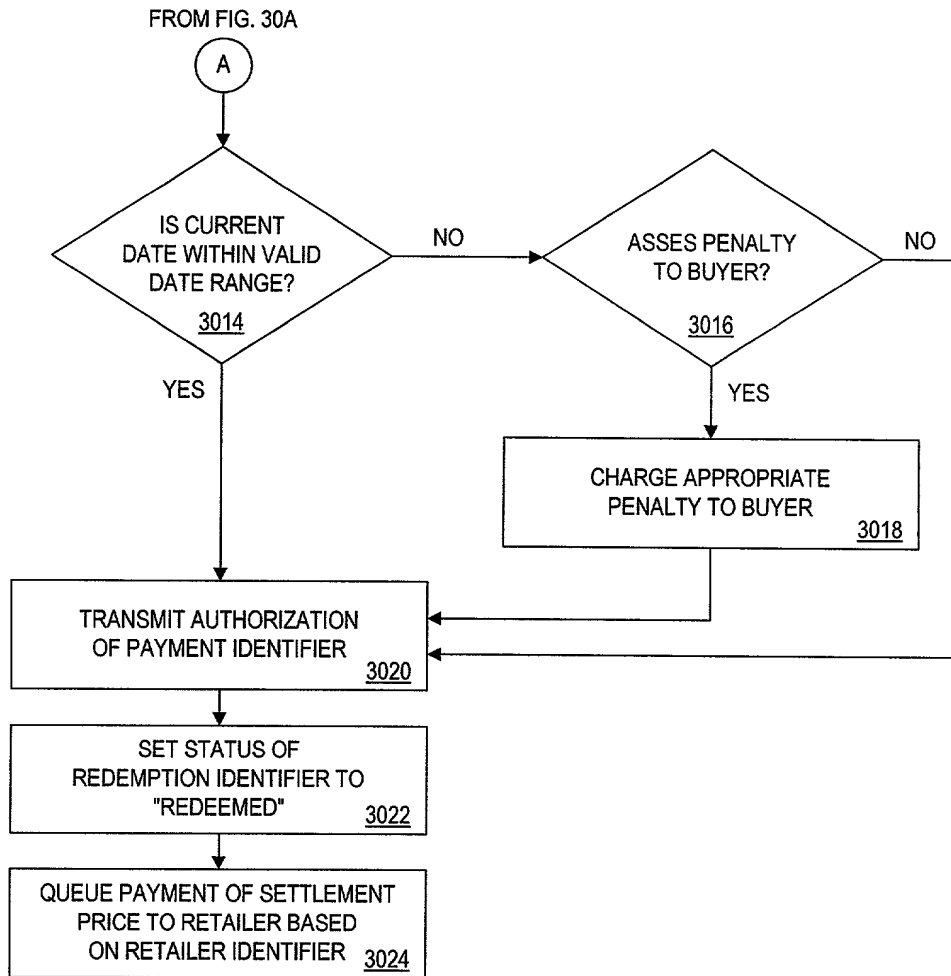 FROM FIG. 30A
A
IS CURRENT
DATE WITHIN VALID
DATE RANGE?
3014
NO
ASSES PENALTY
TO BUYER?
3016
NO
YES
YES
CHARGE APPROPRIATE
PENALTY TO BUYER
3018
TRANSMIT AUTHORIZATION
OF PAYMENT IDENTIFIER
3020
SET STATUS OF
REDEMPTION IDENTIFIER TO
"REDEEMED"
3022
QUEUE PAYMENT OF SETTLEMENT
PRICE TO RETAILER BASED
ON RETAILER IDENTIFIER
3024